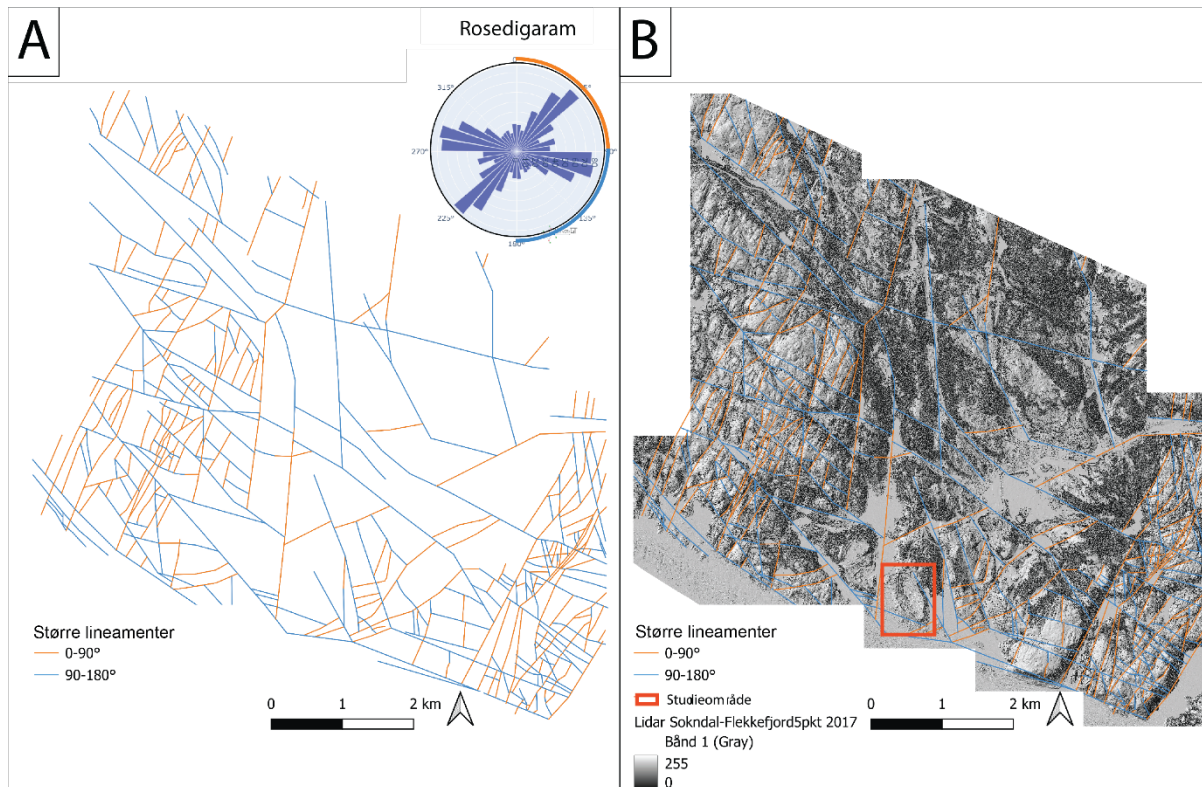 A
Rosedigaram
0°
315°
270°
225°
180°
135°
Større lineamenter
0-90°
90-180°
0 1 2 km
B
Større lineamenter
0-90°
90-180°
Studieområde
Lidar Sokndal-Flekkefjord5pkt 2017
Bånd 1 (Gray)
255
0
0 1 2 km